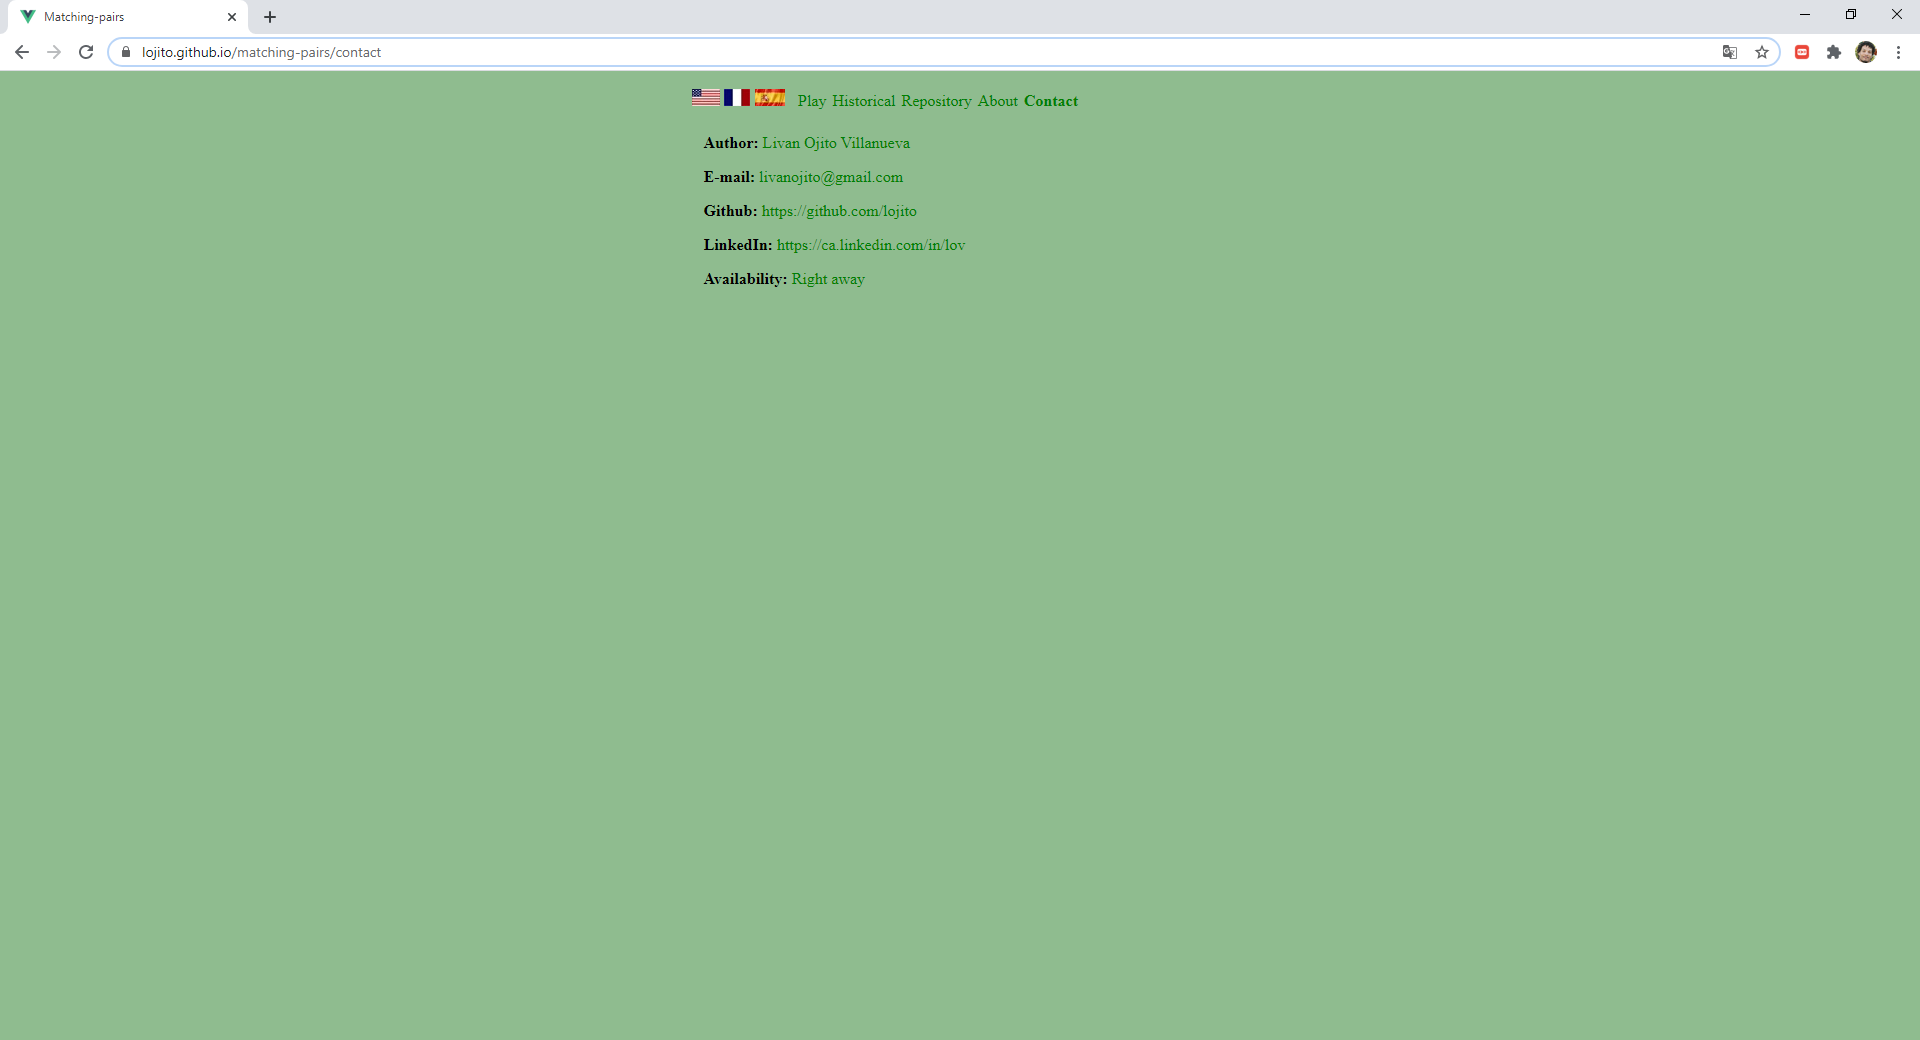 Matching-pairs
lojito.github.io/matching-pairs/contact
Play Historical Repository About Contact
Author: Livan Ojito Villanueva
E-mail: livanojito@gmail.com
Github: https://github.com/lojito
LinkedIn: https://ca.linkedin.com/in/lov
Availability: Right away